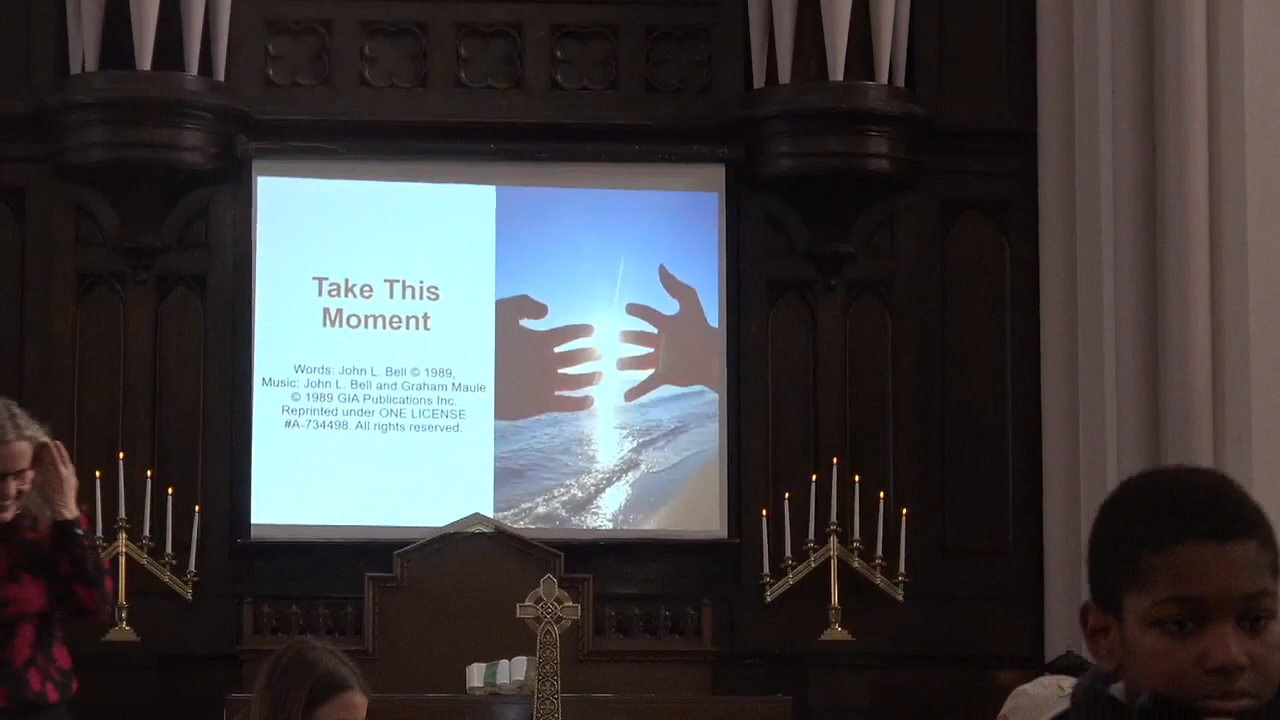 Take This
Moment
Words: John L. Bell © 1989,
Music: John L. Bell and Graham Maule
© 1989 GIA Publications Inc.
Reprinted under ONE LICENSE
#A-734498. All rights reserved.